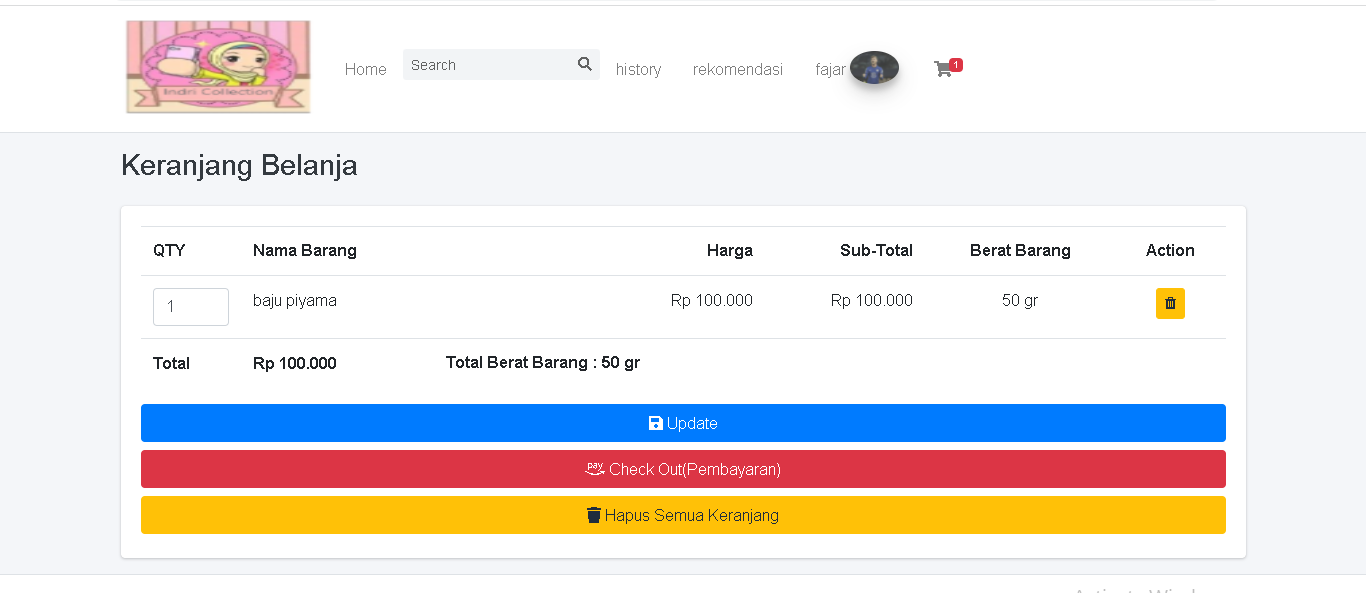 Indri Collection
Home Search history rekomendasi fajar 1
Keranjang Belanja
QTY Nama Barang Harga Sub-Total Berat Barang Action
1 baju piyama Rp 100.000 Rp 100.000 50 gr
Total Rp 100.000 Total Berat Barang : 50 gr
Update
pay Check Out(Pembayaran)
Hapus Semua Keranjang